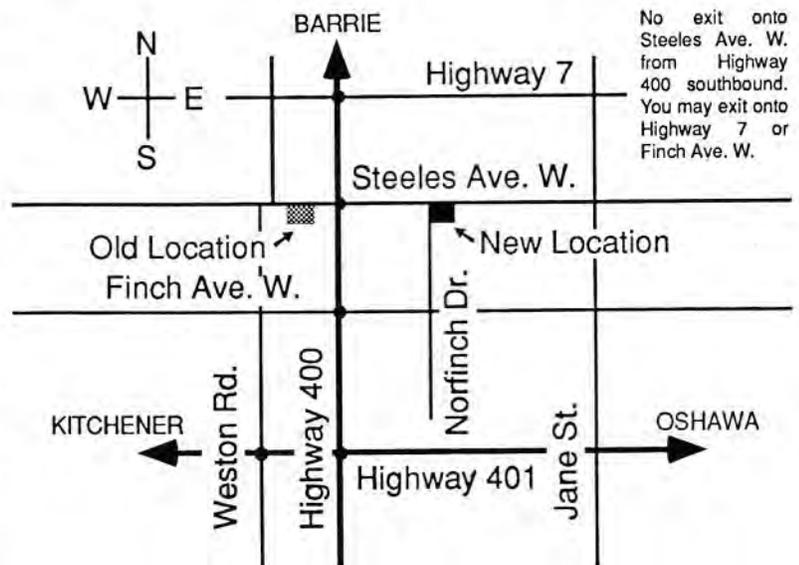 BARRIE
No exit onto
Steeles Ave. W.
from Highway
400 southbound.
You may exit onto
Highway 7 or
Finch Ave. W.
N
W E
S
Highway 7
Steeles Ave. W.
Old Location
New Location
Finch Ave. W.
Norfinch Dr.
Weston Rd.
Highway 400
Jane St.
KITCHENER
OSHAWA
Highway 401